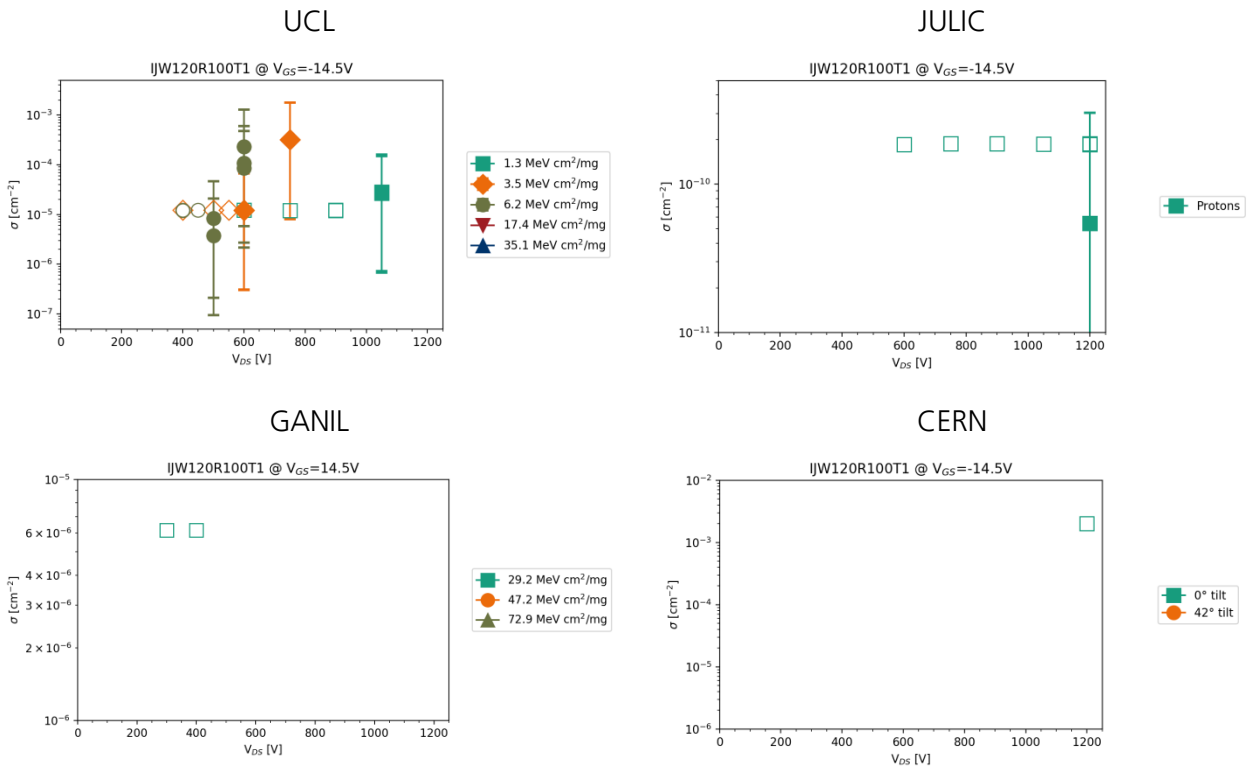 UCL
IJW120R100T1 @ V_GS=-14.5V
10⁻³
10⁻⁴
10⁻⁵
10⁻⁶
10⁻⁷
σ [cm⁻²]
0 200 400 600 800 1000 1200
V_DS [V]
1.3 MeV cm²/mg
3.5 MeV cm²/mg
6.2 MeV cm²/mg
17.4 MeV cm²/mg
35.1 MeV cm²/mg
JULIC
IJW120R100T1 @ V_GS=-14.5V
10⁻¹⁰
10⁻¹¹
σ [cm⁻²]
0 200 400 600 800 1000 1200
V_DS [V]
Protons
GANIL
IJW120R100T1 @ V_GS=14.5V
10⁻⁵
6 × 10⁻⁶
4 × 10⁻⁶
3 × 10⁻⁶
2 × 10⁻⁶
10⁻⁶
σ [cm⁻²]
0 200 400 600 800 1000 1200
V_DS [V]
29.2 MeV cm²/mg
47.2 MeV cm²/mg
72.9 MeV cm²/mg
CERN
IJW120R100T1 @ V_GS=-14.5V
10⁻²
10⁻³
10⁻⁴
10⁻⁵
10⁻⁶
σ [cm⁻²]
0 200 400 600 800 1000 1200
V_DS [V]
0° tilt
42° tilt